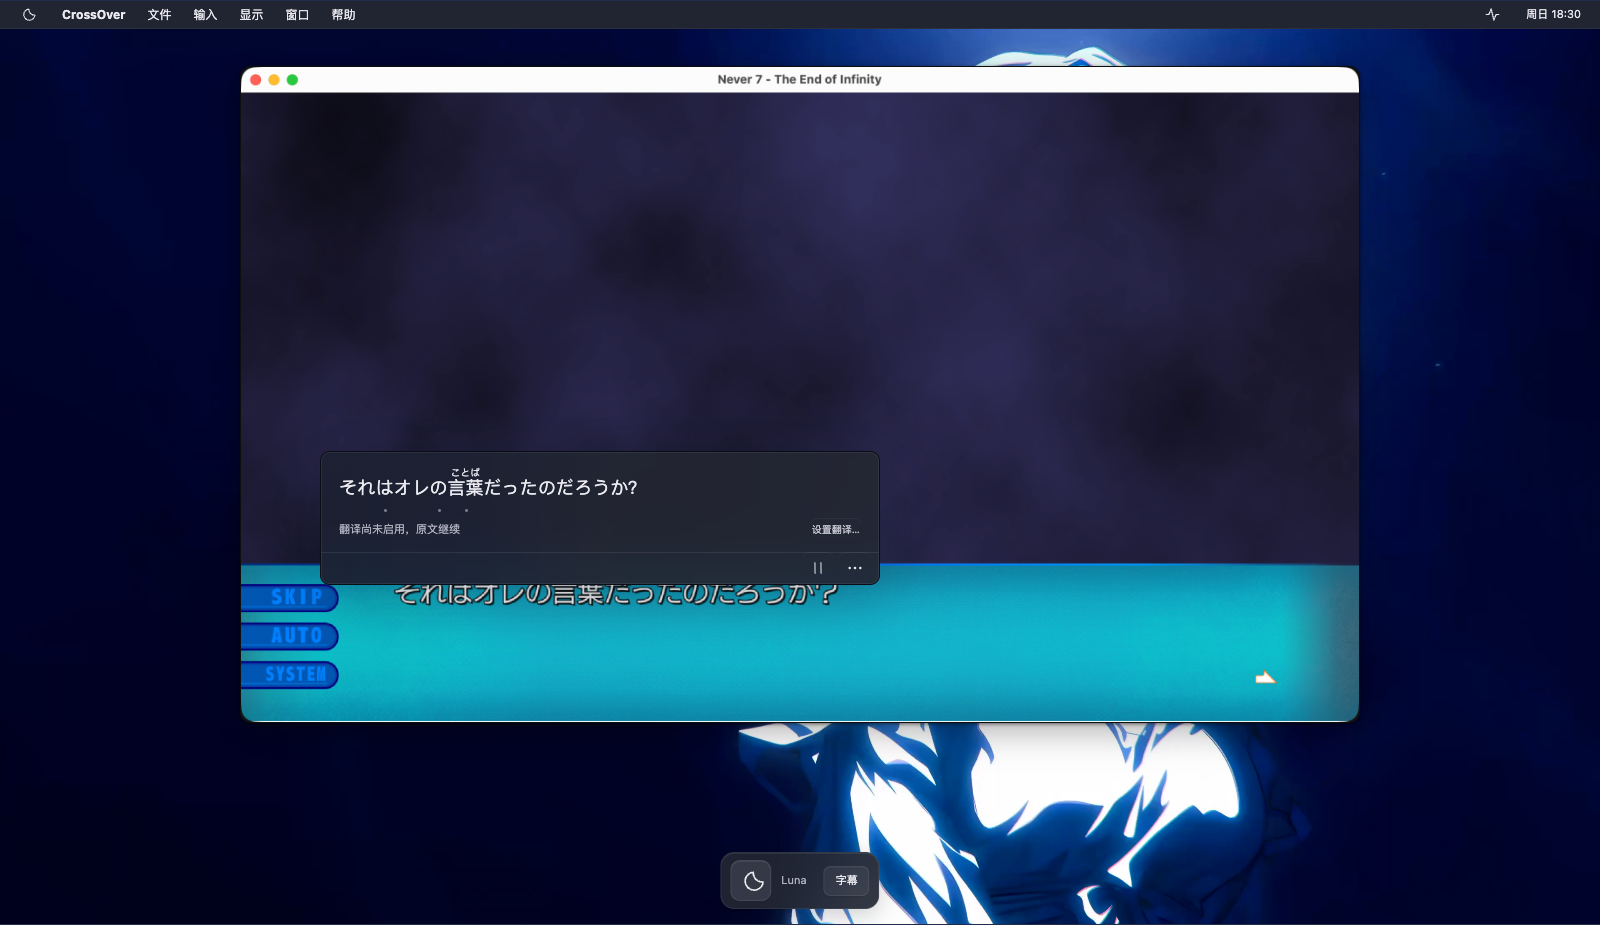 CrossOver 文件 输入 显示 窗口 帮助 周日 18:30
Never 7 - The End of Infinity
ことば
それはオレの言葉だったのだろうか?
翻译尚未启用，原文继续 设置翻译...
それはオレの言葉だったのだろうか？
SKIP
AUTO
SYSTEM
Luna 字幕